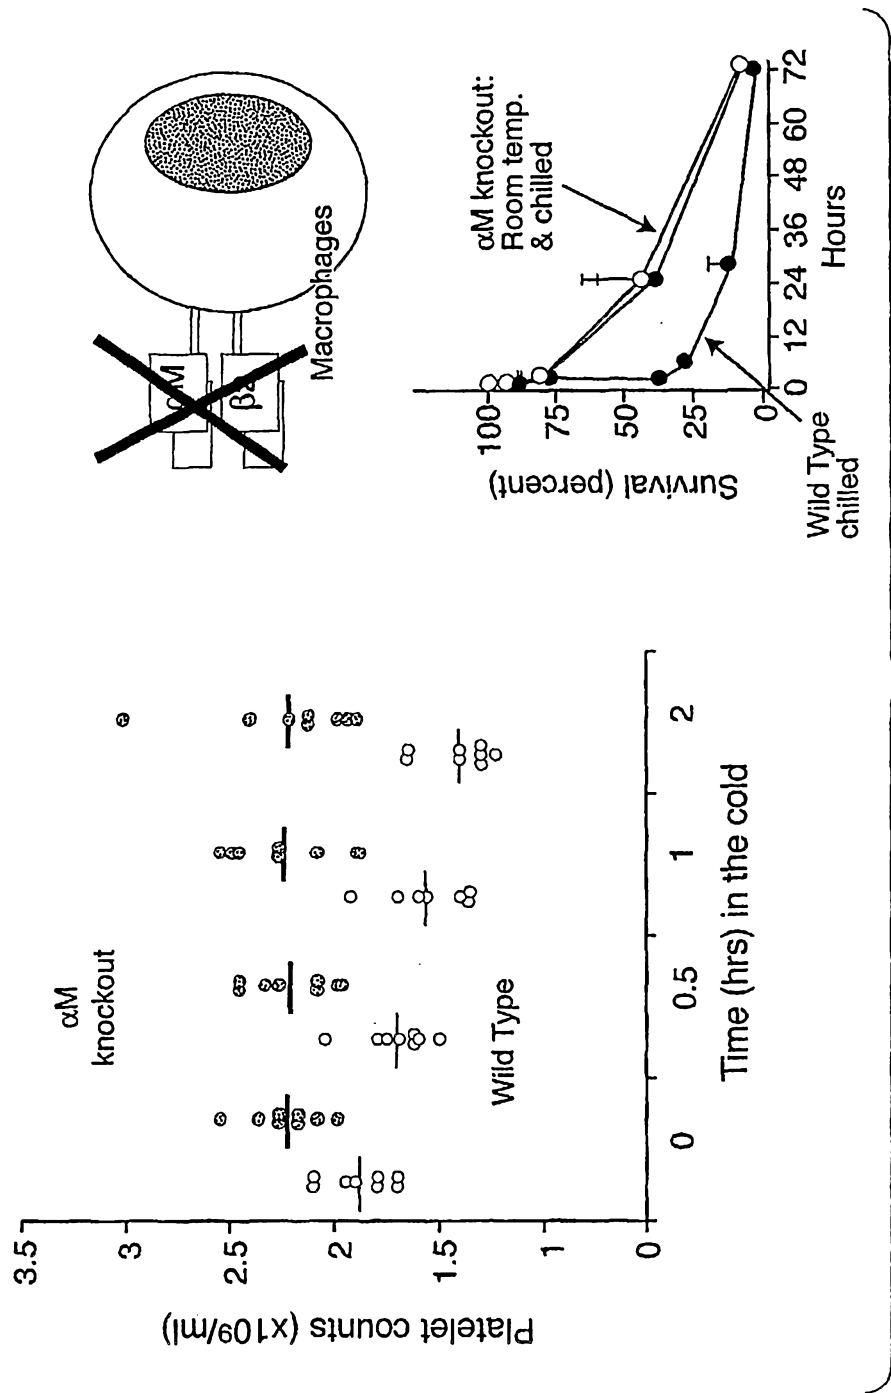 Platelet counts (x10⁹/ml)
3.5
3
2.5
2
1.5
1
0
αM
knockout
Wild Type
0
0.5
1
2
Time (hrs) in the cold
αM
β2
Macrophages
Survival (percent)
100
75
50
25
0
αM knockout:
Room temp.
& chilled
Wild Type
chilled
0
12
24
36
48
60
72
Hours